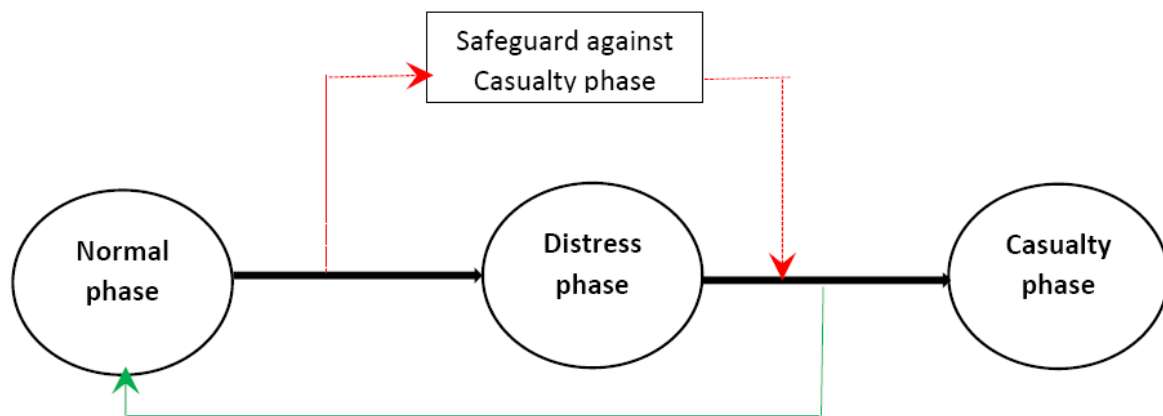 Safeguard against
Casualty phase
Normal
phase
Distress
phase
Casualty
phase